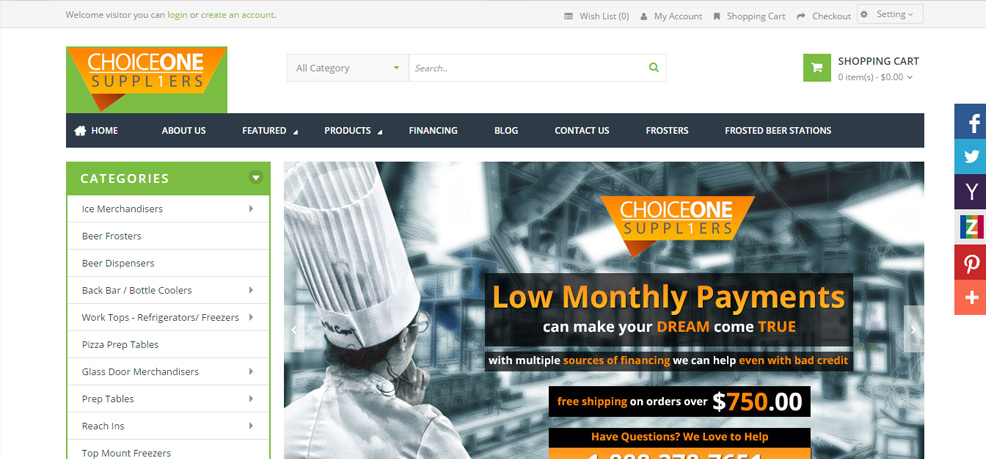 Welcome visitor you can login or create an account.
Wish List (0) My Account Shopping Cart Checkout Setting
CHOICEONE
SUPPL1ERS
All Category Search..
SHOPPING CART
0 item(s) - $0.00
HOME ABOUT US FEATURED PRODUCTS FINANCING BLOG CONTACT US FROSTERS FROSTED BEER STATIONS
CATEGORIES
Ice Merchandisers
Beer Frosters
Beer Dispensers
Back Bar / Bottle Coolers
Work Tops - Refrigerators/ Freezers
Pizza Prep Tables
Glass Door Merchandisers
Prep Tables
Reach Ins
Top Mount Freezers
CHOICEONE
SUPPL1ERS
Low Monthly Payments
can make your DREAM come TRUE
with multiple sources of financing we can help even with bad credit
free shipping on orders over $750.00
Have Questions? We Love to Help